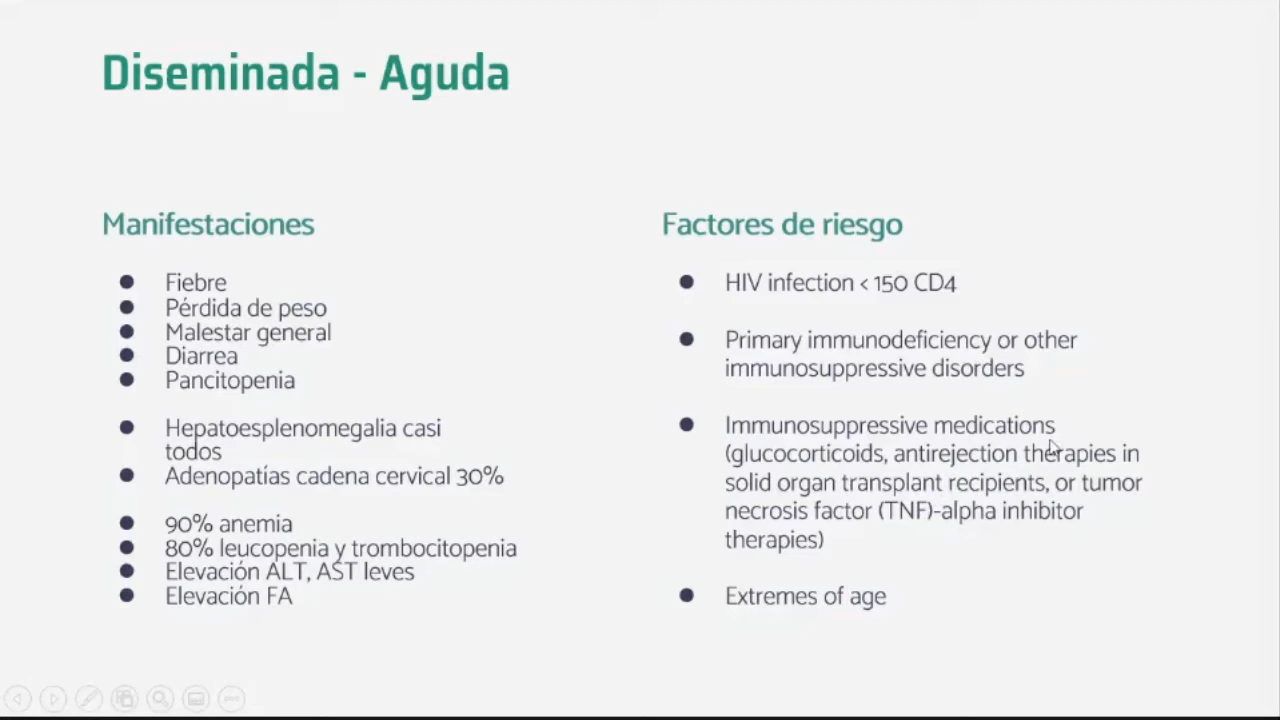 Diseminada - Aguda
Manifestaciones
Fiebre
Pérdida de peso
Malestar general
Diarrea
Pancitopenia
Hepatoesplenomegalia casi
todos
Adenopatías cadena cervical 30%
90% anemia
80% leucopenia y trombocitopenia
Elevación ALT, AST leves
Elevación FA
Factores de riesgo
HIV infection < 150 CD4
Primary immunodeficiency or other
immunosuppressive disorders
Immunosuppressive medications
(glucocorticoids, antirejection therapies in
solid organ transplant recipients, or tumor
necrosis factor (TNF)-alpha inhibitor
therapies)
Extremes of age